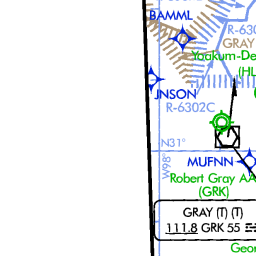 BAMML
R-630
GRAY
Yoakum-De
(HL
JNSON
R-6302C
N31°
W98°
MUFNN
Robert Gray AA
(GRK)
GRAY (T) (T)
111.8 GRK 55
Geor